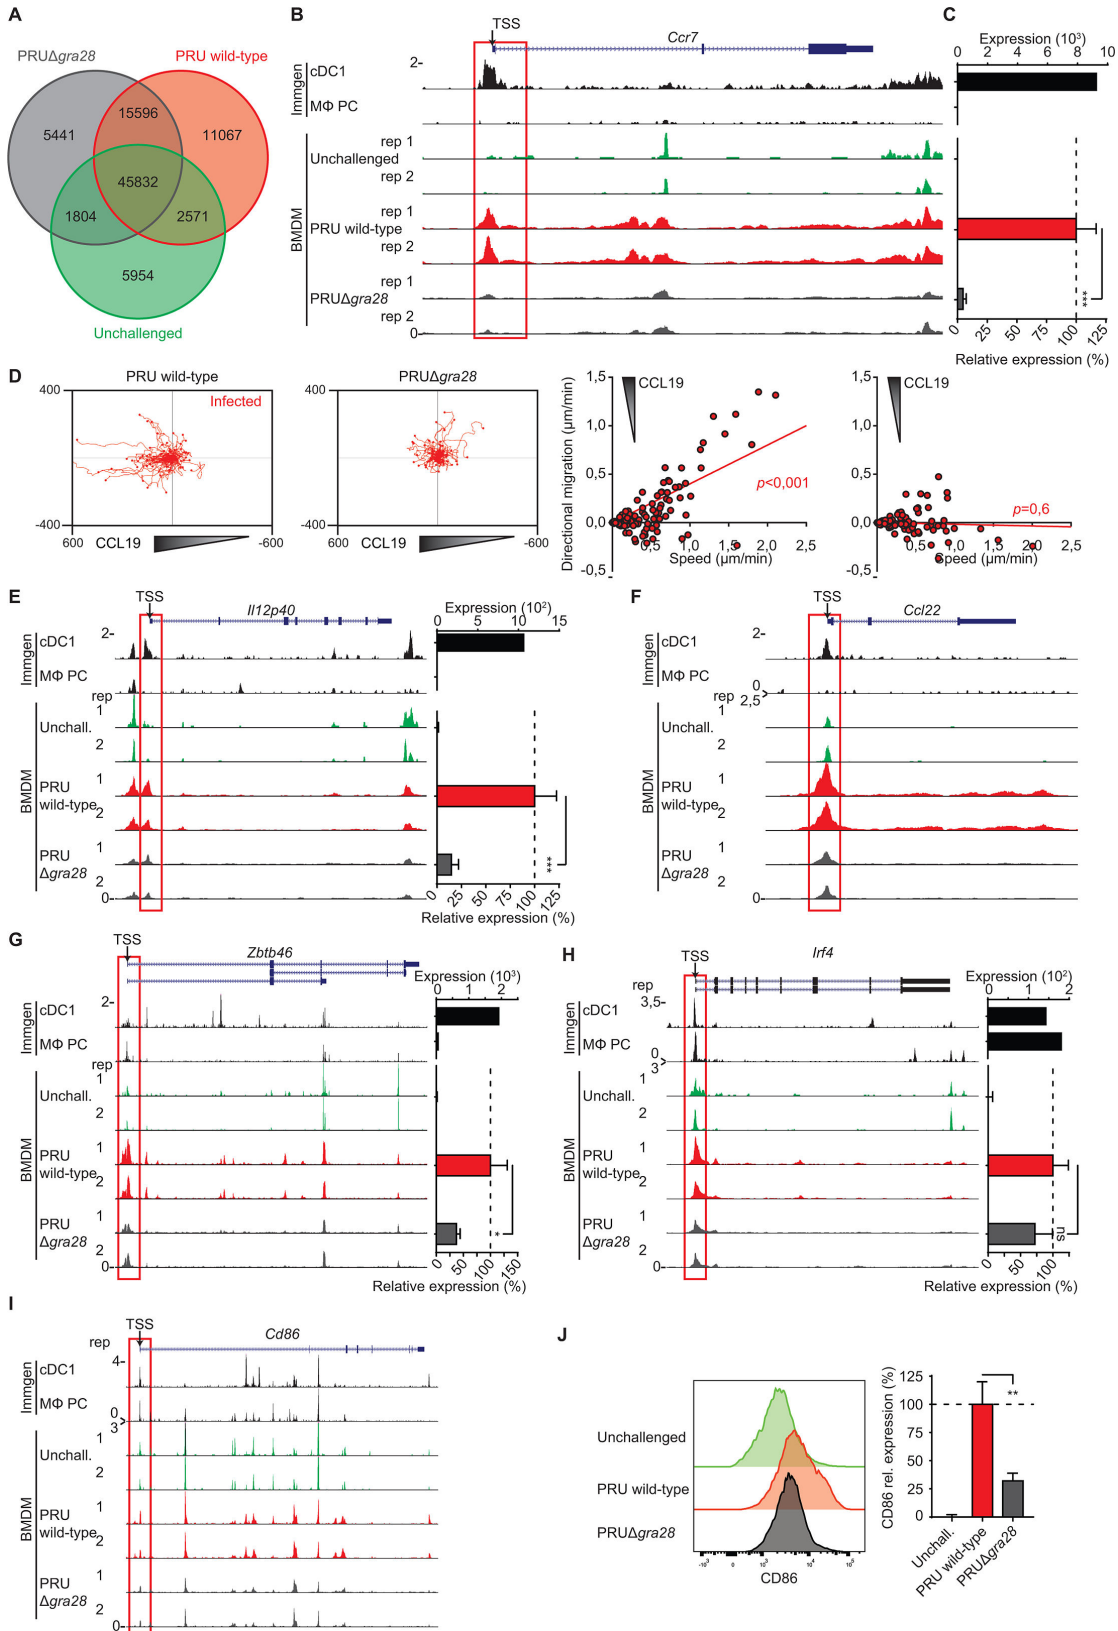 A
PRUΔgra28
PRU wild-type
15596
5441
11067
45832
1804
2571
5954
Unchallenged
B
TSS
Ccr7
2-
Immgen
cDC1
MΦ PC
BMDM
rep 1
Unchallenged
rep 2
rep 1
PRU wild-type
rep 2
rep 1
PRUΔgra28
rep 2
0
C
Expression (10³)
0 2 4 6 8 10
***
0 25 50 75 100 125
Relative expression (%)
D
PRU wild-type
400
Infected
-400
600
CCL19
-600
PRUΔgra28
400
-400
600
CCL19
-600
Directional migration (µm/min)
1,5
1,0
0,5
0,0
-0,5
CCL19
p<0,001
0,5 1,0 1,5 2,0 2,5
Speed (µm/min)
1,5
1,0
0,5
0,0
-0,5
CCL19
p=0,6
0,5 1,0 1,5 2,0 2,5
Speed (µm/min)
E
TSS
Il12p40
2-
Immgen
cDC1
MΦ PC
rep
BMDM
1
Unchall.
2
1
PRU
wild-type
2
1
PRU
Δgra28
2
0-
Expression (10²)
0 5 10 15
***
0 25 50 75 100 125
Relative expression (%)
F
TSS
Ccl22
2-
Immgen
cDC1
MΦ PC
0
rep
2,5
BMDM
1
Unchall.
2
1
PRU
wild-type
2
1
PRU
Δgra28
2
0-
G
TSS
Zbtb46
2-
Immgen
cDC1
MΦ PC
rep
BMDM
1
Unchall.
2
1
PRU
wild-type
2
1
PRU
Δgra28
2
0-
Expression (10³)
0 1 2
*
0 50 100 150
Relative expression (%)
H
TSS
Irf4
rep
3,5-
Immgen
cDC1
MΦ PC
0
3
BMDM
1
Unchall.
2
1
PRU
wild-type
2
1
PRU
Δgra28
2
0-
Expression (10²)
0 1 2
ns
0 50 100
Relative expression (%)
I
TSS
Cd86
rep
4-
Immgen
cDC1
MΦ PC
0
3
BMDM
1
Unchall.
2
1
PRU
wild-type
2
1
PRU
Δgra28
2
0-
J
Unchallenged
PRU wild-type
PRUΔgra28
-10³ 0 10³ 10⁴ 10⁵
CD86
CD86 rel. expression (%)
125
100
75
50
25
0
**
Unchall.
PRU wild-type
PRUΔgra28